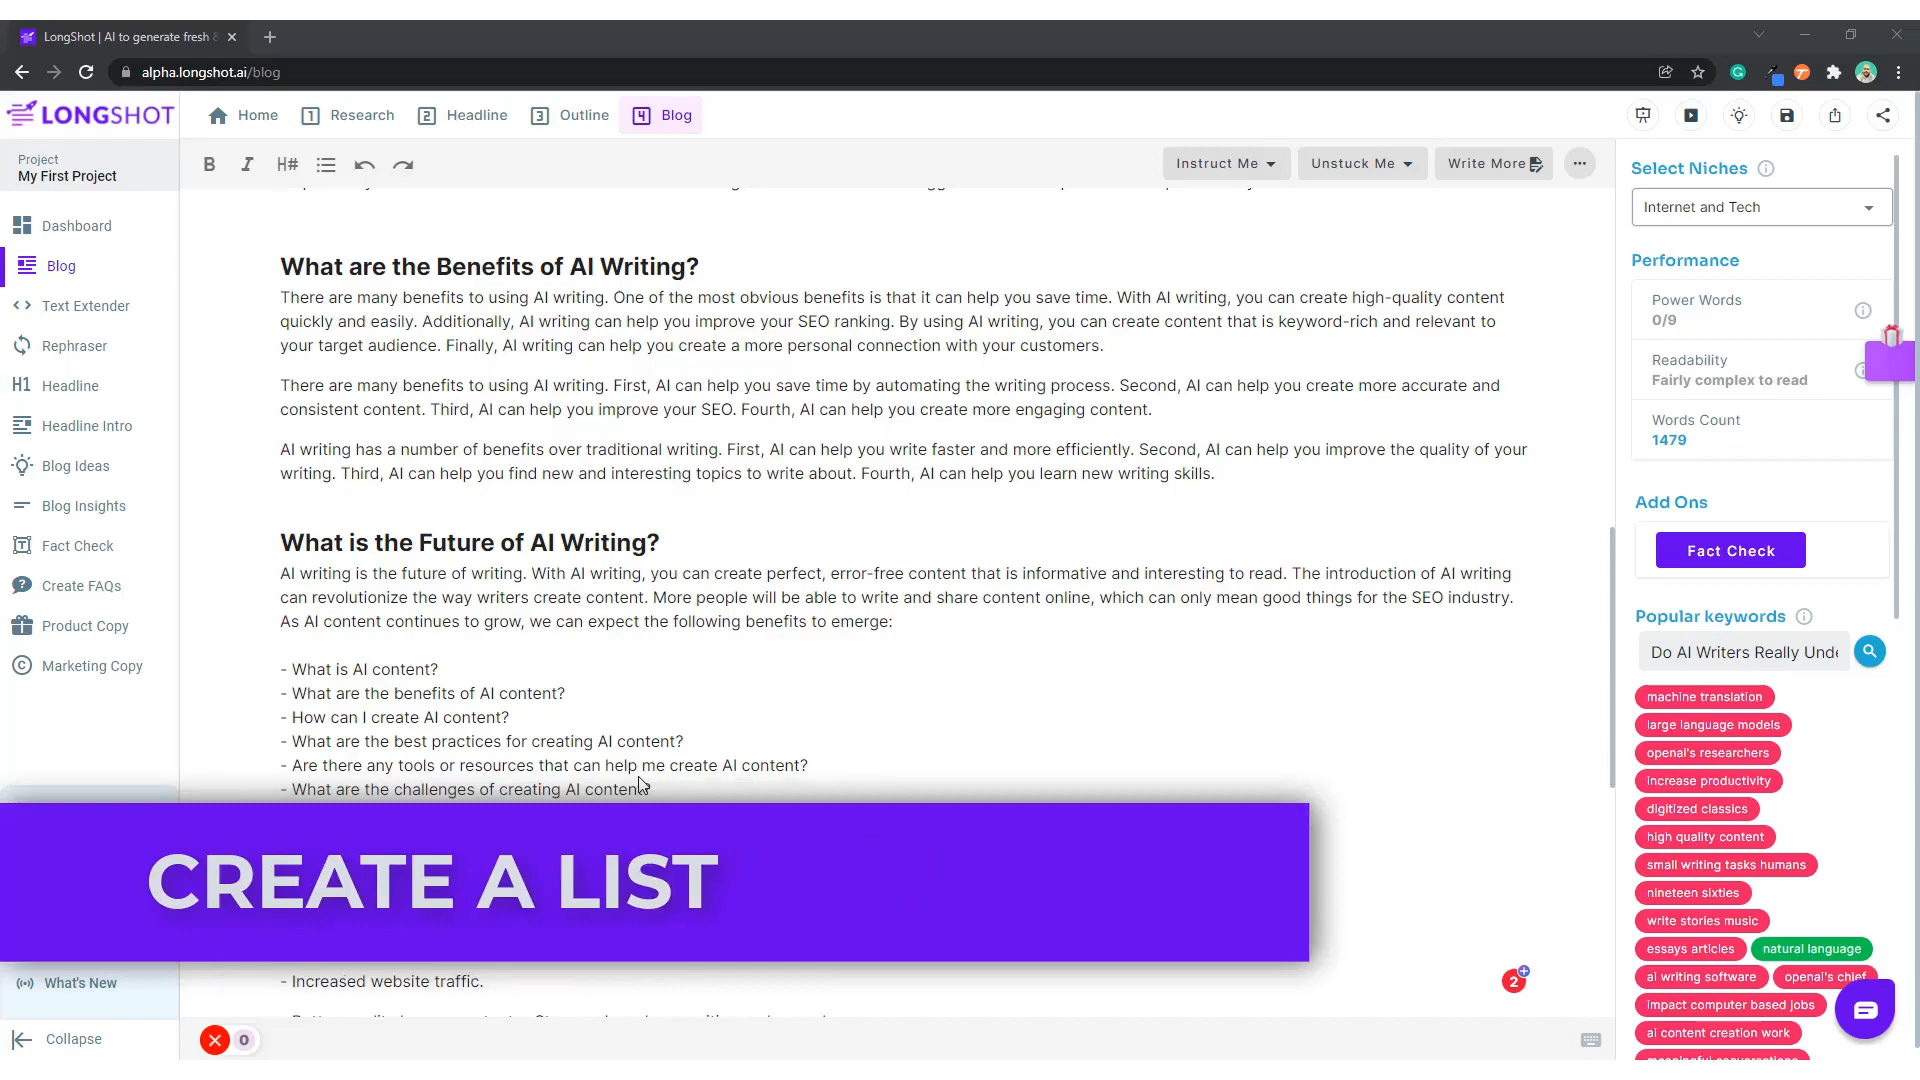 LongShot | AI to generate fresh &
alpha.longshot.ai/blog
LONGSHOT
Home
1 Research
2 Headline
3 Outline
4 Blog
Project
My First Project
B I H#
Instruct Me
Unstuck Me
Write More
Dashboard
Blog
Text Extender
Rephraser
H1 Headline
Headline Intro
Blog Ideas
Blog Insights
Fact Check
Create FAQs
Product Copy
Marketing Copy
What's New
Collapse
What are the Benefits of AI Writing?
There are many benefits to using AI writing. One of the most obvious benefits is that it can help you save time. With AI writing, you can create high-quality content
quickly and easily. Additionally, AI writing can help you improve your SEO ranking. By using AI writing, you can create content that is keyword-rich and relevant to
your target audience. Finally, AI writing can help you create a more personal connection with your customers.
There are many benefits to using AI writing. First, AI can help you save time by automating the writing process. Second, AI can help you create more accurate and
consistent content. Third, AI can help you improve your SEO. Fourth, AI can help you create more engaging content.
AI writing has a number of benefits over traditional writing. First, AI can help you write faster and more efficiently. Second, AI can help you improve the quality of your
writing. Third, AI can help you find new and interesting topics to write about. Fourth, AI can help you learn new writing skills.
What is the Future of AI Writing?
AI writing is the future of writing. With AI writing, you can create perfect, error-free content that is informative and interesting to read. The introduction of AI writing
can revolutionize the way writers create content. More people will be able to write and share content online, which can only mean good things for the SEO industry.
As AI content continues to grow, we can expect the following benefits to emerge:
- What is AI content?
- What are the benefits of AI content?
- How can I create AI content?
- What are the best practices for creating AI content?
- Are there any tools or resources that can help me create AI content?
- What are the challenges of creating AI content
CREATE A LIST
- Increased website traffic.
2
0
Select Niches
Internet and Tech
Performance
Power Words
0/9
Readability
Fairly complex to read
Words Count
1479
Add Ons
Fact Check
Popular keywords
Do AI Writers Really Unde
machine translation
large language models
openai's researchers
increase productivity
digitized classics
high quality content
small writing tasks humans
nineteen sixties
write stories music
essays articles
natural language
ai writing software
openai's chief
impact computer based jobs
ai content creation work
meaningful conversations